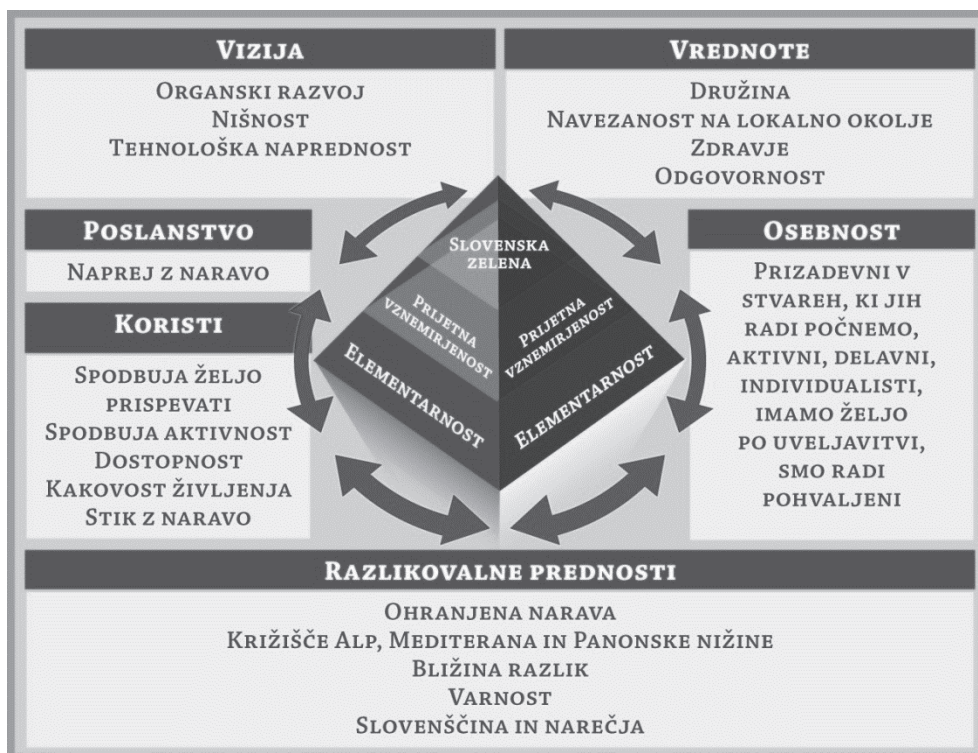 VIZIJA
ORGANSKI RAZVOJ
NIŠNOST
TEHNOLOŠKA NAPREDNOST
VREDNOTE
DRUŽINA
NAVEZANOST NA LOKALNO OKOLJE
ZDRAVJE
ODGOVORNOST
POSLANSTVO
NAPREJ Z NARAVO
KORISTI
SPODBUJA ŽELJO
PRISPEVATI
SPODBUJA AKTIVNOST
DOSTOPNOST
KAKOVOST ŽIVLJENJA
STIK Z NARAVO
SLOVENSKA
ZELENA
PRIJETNA
VZNEMIRJENOST
ELEMENTARNOST
PRIJETNA
VZNEMIRJENOST
ELEMENTARNOST
OSEBNOST
PRIZADEVNI V
STVAREH, KI JIH
RADI POČNEMO,
AKTIVNI, DELAVNI,
INDIVIDUALISTI,
IMAMO ŽELJO
PO UVELJAVITVI,
SMO RADI
POHVALJENI
RAZLIKOVALNE PREDNOSTI
OHRANJENA NARAVA
KRIŽIŠČE ALP, MEDITERANA IN PANONSKE NIŽINE
BLIŽINA RAZLIK
VARNOST
SLOVENŠČINA IN NAREČJA